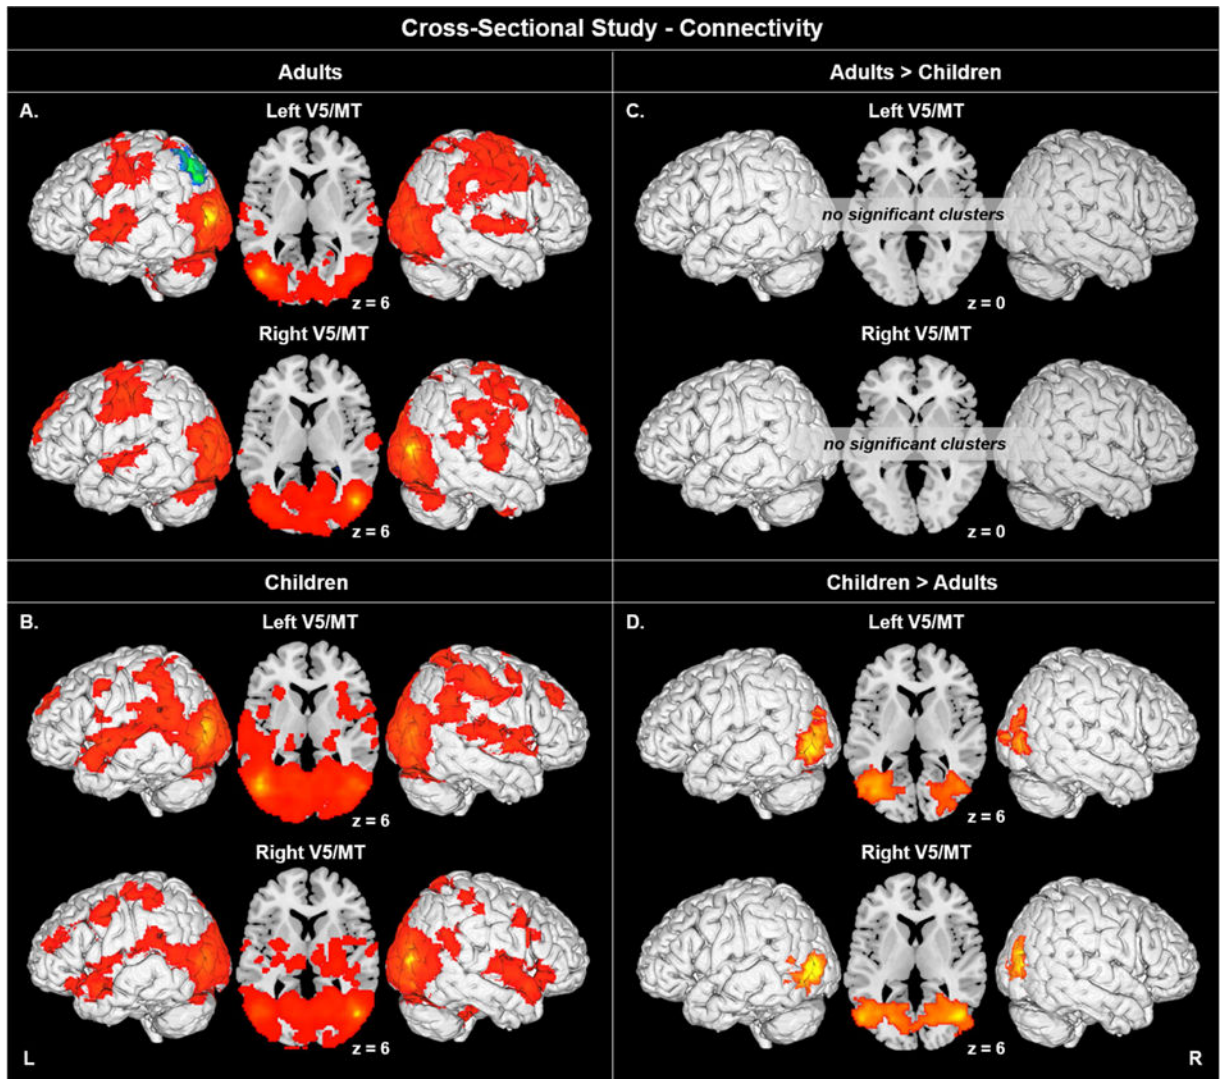 Cross-Sectional Study - Connectivity
Adults
Adults > Children
A.
Left V5/MT
z = 6
Right V5/MT
z = 6
C.
Left V5/MT
no significant clusters
z = 0
Right V5/MT
no significant clusters
z = 0
Children
Children > Adults
B.
Left V5/MT
z = 6
Right V5/MT
z = 6
L
D.
Left V5/MT
z = 6
Right V5/MT
z = 6
R